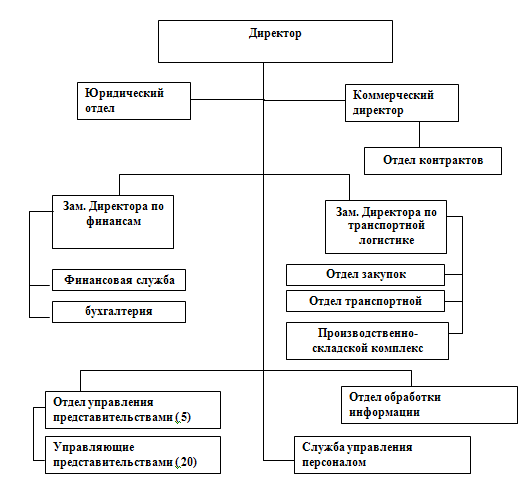 Директор
Юридический
отдел
Коммерческий
директор
Отдел контрактов
Зам. Директора по
финансам
Зам. Директора по
транспортной
логистике
Финансовая служба
бухгалтерия
Отдел закупок
Отдел транспортной
Производственно-
складской комплекс
Отдел управления
представительствами (,5)
Отдел обработки
информации
Управляющие
представительствами (,20)
Служба управления
персоналом